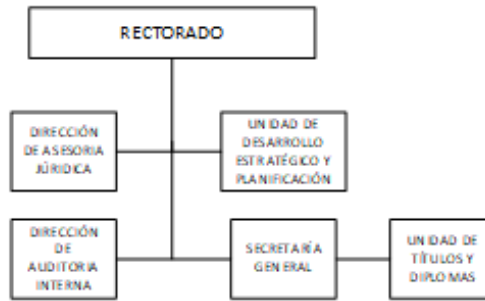 RECTORADO
DIRECCIÓN
DE ASESORIA
JÚRIDICA
UNIDAD DE
DESARROLLO
ESTRATÉGICO Y
PLANIFICACIÓN
DIRECCIÓN
DE
AUDITORIA
INTERNA
SECRETARÍA
GENERAL
UNIDAD DE
TÍTULOS Y
DIPLOMAS